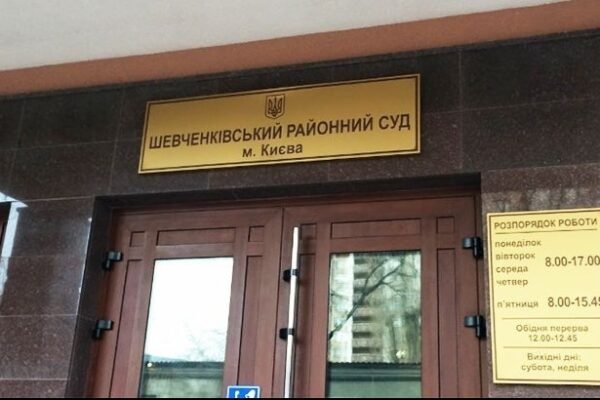 ШЕВЧЕНКІВСЬКИЙ РАЙОННИЙ СУД
м. Києва
РОЗПОРЯДОК РОБОТИ
понеділок
вівторок
середа
четвер
8.00-17.00
п'ятниця 8.00-15.45
Обідня перерва
12.00-12.45
Вихідні дні:
субота, неділя